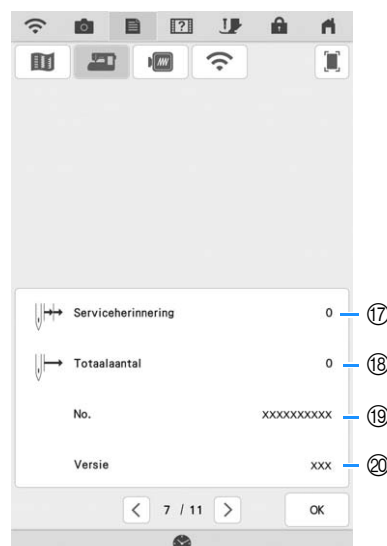 Serviceherinnering 0 ⑰
Totaalaantal 0 ⑱
No. xxxxxxxxxx ⑲
Versie xxx ⑳
< 7 / 11 > OK